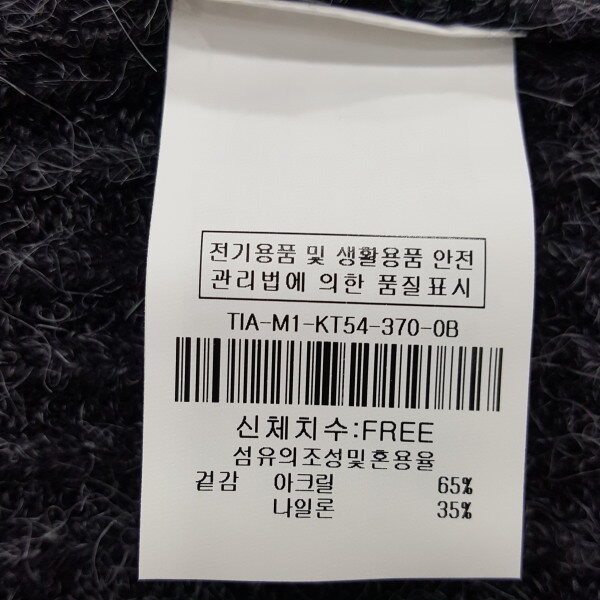 전기용품 및 생활용품 안전
관리법에 의한 품질표시
TIA-M1-KT54-370-0B
신체치수:FREE
섬유의조성및혼용율
겉감 아크릴 65%
나일론 35%